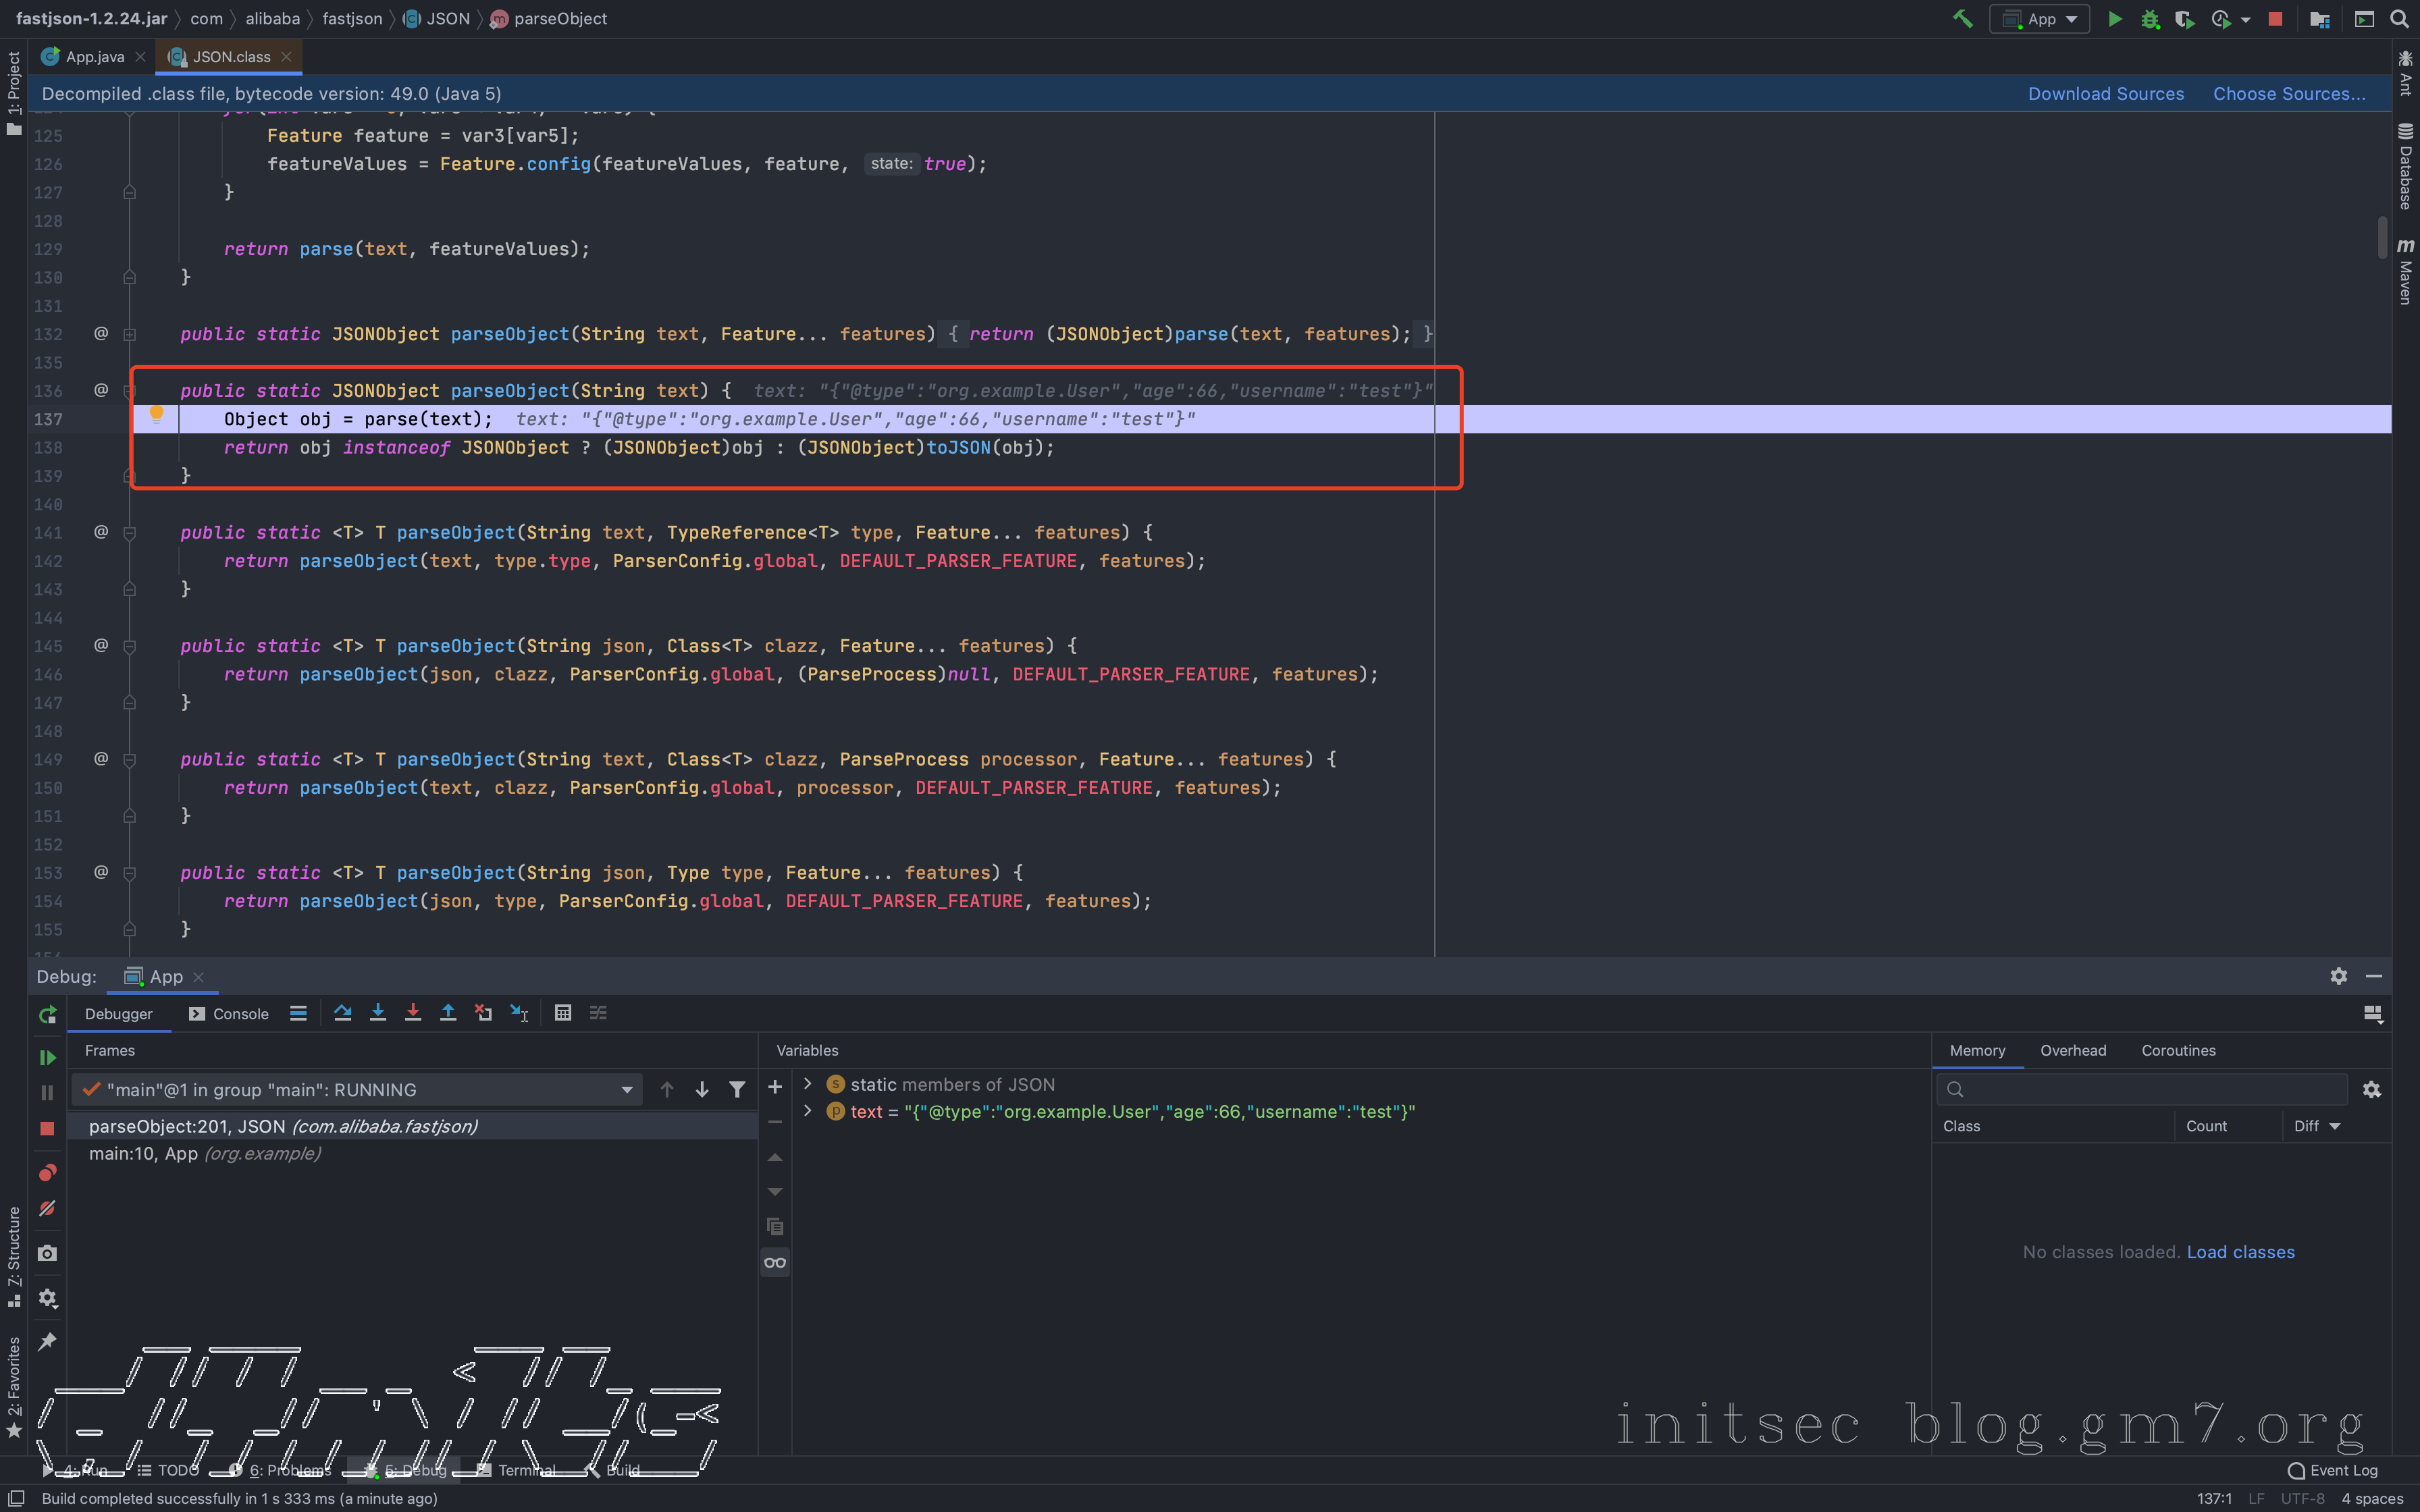 fastjson-1.2.24.jar com alibaba fastjson JSON parseObject App
App.java JSON.class
Decompiled .class file, bytecode version: 49.0 (Java 5) Download Sources Choose Sources...
125 Feature feature = var3[var5];
126 featureValues = Feature.config(featureValues, feature, state: true);
127 }
128
129 return parse(text, featureValues);
130 }
131
132 @ public static JSONObject parseObject(String text, Feature... features) { return (JSONObject)parse(text, features); }
135
136 @ public static JSONObject parseObject(String text) { text: "{"@type":"org.example.User","age":66,"username":"test"}"
137 Object obj = parse(text); text: "{"@type":"org.example.User","age":66,"username":"test"}"
138 return obj instanceof JSONObject ? (JSONObject)obj : (JSONObject)toJSON(obj);
139 }
140
141 @ public static <T> T parseObject(String text, TypeReference<T> type, Feature... features) {
142 return parseObject(text, type.type, ParserConfig.global, DEFAULT_PARSER_FEATURE, features);
143 }
144
145 @ public static <T> T parseObject(String json, Class<T> clazz, Feature... features) {
146 return parseObject(json, clazz, ParserConfig.global, (ParseProcess)null, DEFAULT_PARSER_FEATURE, features);
147 }
148
149 @ public static <T> T parseObject(String text, Class<T> clazz, ParseProcess processor, Feature... features) {
150 return parseObject(text, clazz, ParserConfig.global, processor, DEFAULT_PARSER_FEATURE, features);
151 }
152
153 @ public static <T> T parseObject(String json, Type type, Feature... features) {
154 return parseObject(json, type, ParserConfig.global, DEFAULT_PARSER_FEATURE, features);
155 }
1: Project
7: Structure
2: Favorites
Ant
Database
m Maven
Debug: App
Debugger Console
Frames Variables Memory Overhead Coroutines
"main"@1 in group "main": RUNNING
parseObject:201, JSON (com.alibaba.fastjson)
main:10, App (org.example)
static members of JSON
text = "{"@type":"org.example.User","age":66,"username":"test"}"
Class Count Diff
No classes loaded. Load classes
initsec blog.gm7.org
4: Run TODO 6: Problems 5: Debug Terminal Build Event Log
Build completed successfully in 1 s 333 ms (a minute ago) 137:1 LF UTF-8 4 spaces